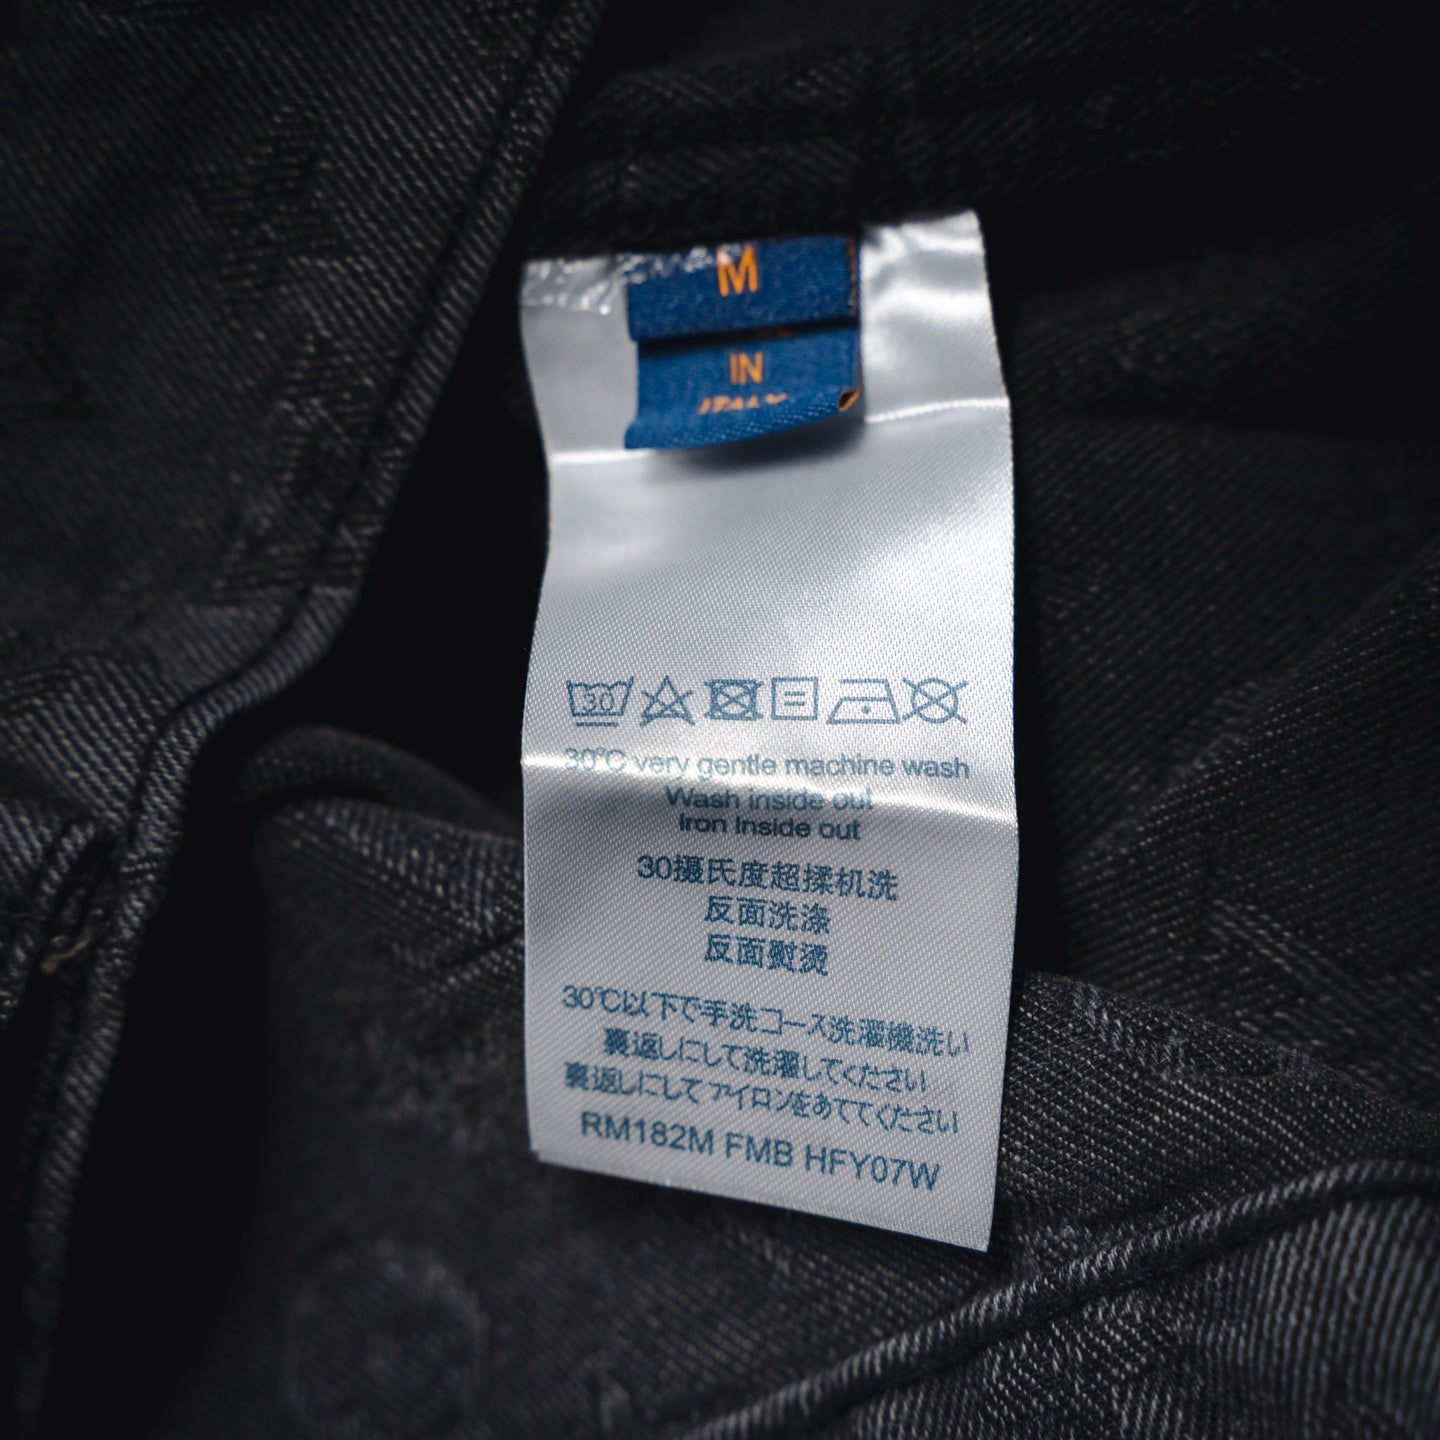 M
IN
ITALY
30
30°C very gentle machine wash
Wash inside out
Iron inside out
30摄氏度超揉机洗
反面洗涤
反面熨烫
30℃以下で手洗コース洗濯機洗い
裏返しにして洗濯してください
裏返しにしてアイロンをあててください
RM182M FMB HFY07W